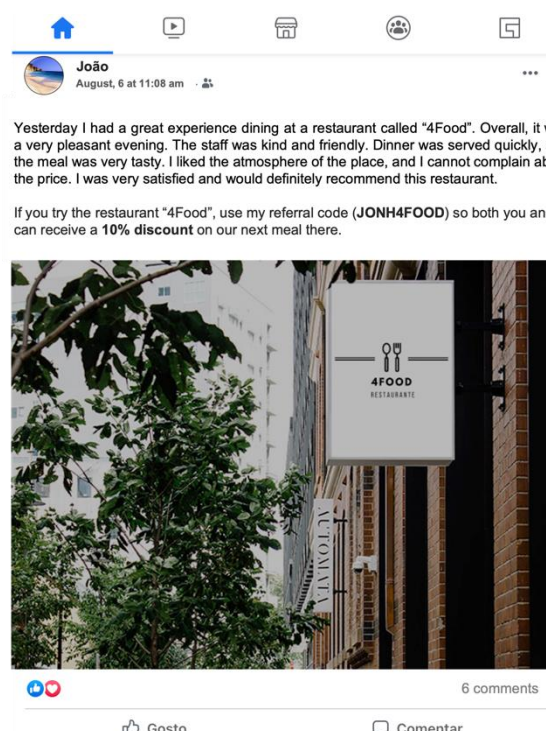 João
August, 6 at 11:08 am
Yesterday I had a great experience dining at a restaurant called “4Food”. Overall, it
a very pleasant evening. The staff was kind and friendly. Dinner was served quickly,
the meal was very tasty. I liked the atmosphere of the place, and I cannot complain
the price. I was very satisfied and would definitely recommend this restaurant.
If you try the restaurant “4Food”, use my referral code (JONH4FOOD) so both you
can receive a 10% discount on our next meal there.
4FOOD
RESTAURANTE
AUTOMATA
6 comments
Gosto
Comentar